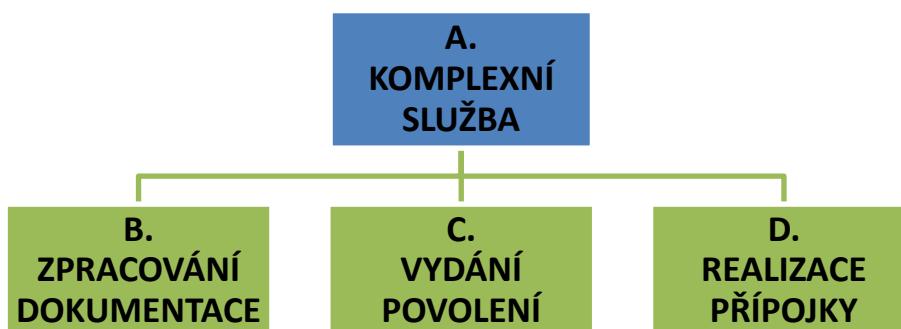 A.
KOMPLEXNÍ
SLUŽBA
B.
ZPRACOVÁNÍ
DOKUMENTACE
C.
VYDÁNÍ
POVOLENÍ
D.
REALIZACE
PŘÍPOJKY